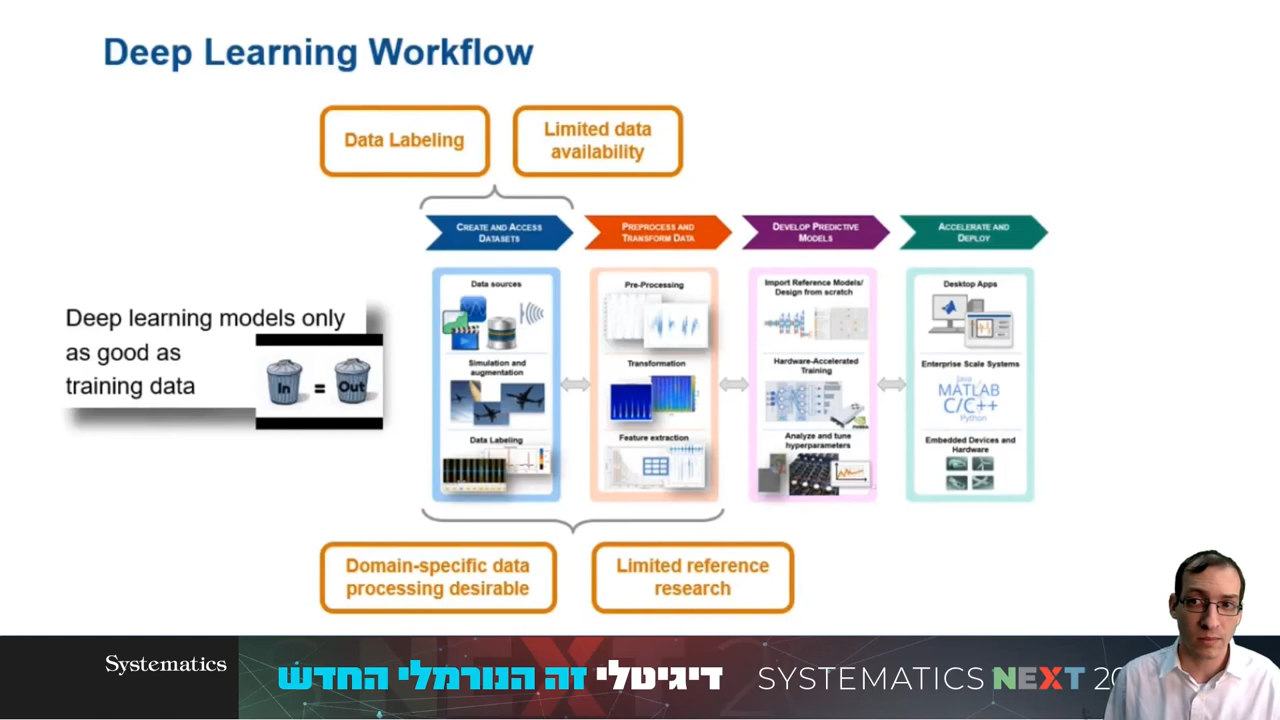 Deep Learning Workflow
Data Labeling
Limited data
availability
CREATE AND ACCESS
DATASETS
PREPROCESS AND
TRANSFORM DATA
DEVELOP PREDICTIVE
MODELS
ACCELERATE AND
DEPLOY
Data sources
Simulation and
augmentation
Data Labeling
Pre-Processing
Transformation
Feature extraction
Import Reference Models/
Design from scratch
Hardware-Accelerated
Training
Analyze and tune
hyperparameters
Desktop Apps
Enterprise Scale Systems
Java
MATLAB
C/C++
Python
Embedded Devices and
Hardware
Deep learning models only
as good as
training data
In = Out
Domain-specific data
processing desirable
Limited reference
research
Systematics
דיגיטלי זה הנורמלי החדש
SYSTEMATICS NEXT 20